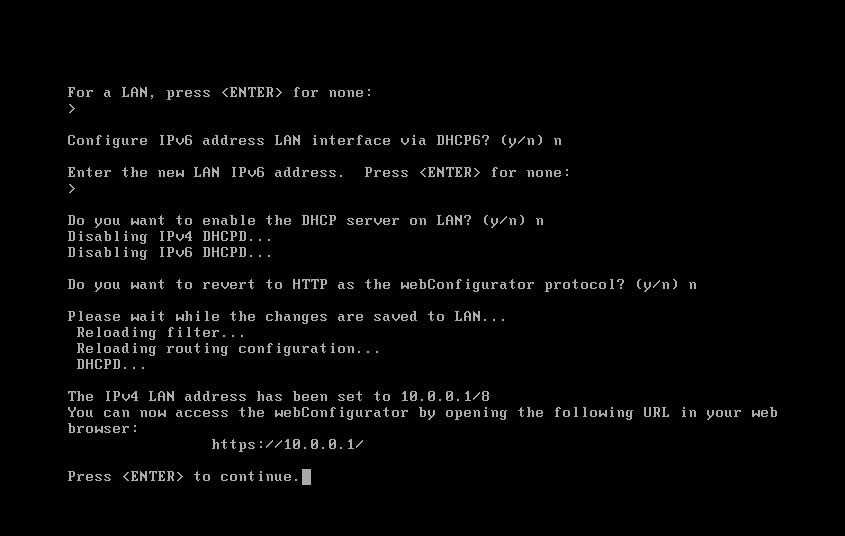 For a LAN, press <ENTER> for none:
>
Configure IPv6 address LAN interface via DHCP6? (y/n) n
Enter the new LAN IPv6 address.  Press <ENTER> for none:
>
Do you want to enable the DHCP server on LAN? (y/n) n
Disabling IPv4 DHCPD...
Disabling IPv6 DHCPD...
Do you want to revert to HTTP as the webConfigurator protocol? (y/n) n
Please wait while the changes are saved to LAN...
Reloading filter...
Reloading routing configuration...
DHCPD...
The IPv4 LAN address has been set to 10.0.0.1/8
You can now access the webConfigurator by opening the following URL in your web
browser:
https://10.0.0.1/
Press <ENTER> to continue.